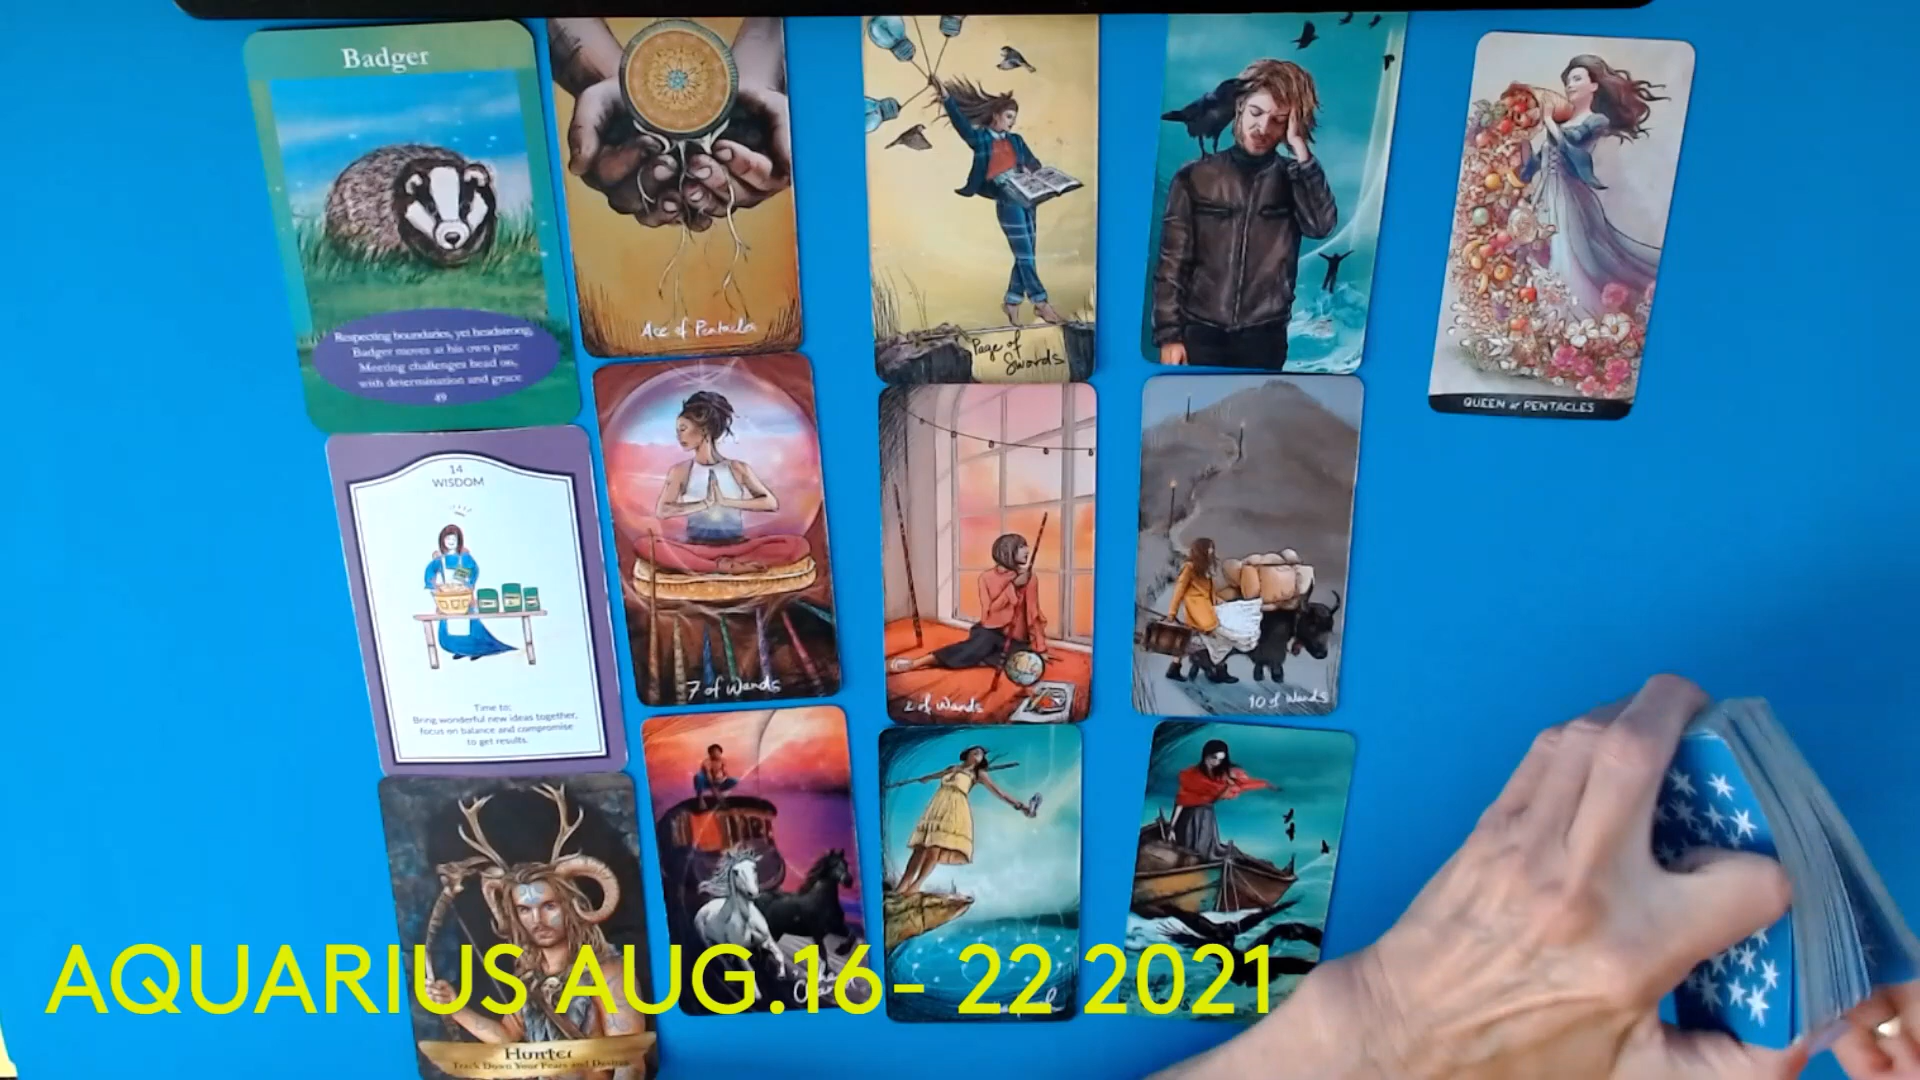 Badger
Respecting boundaries, yet headstrong,
Badger moves at his own pace
Meeting challenges head on,
with determination and grace
49
Ace of Pentacles
Page of
Swords
QUEEN of PENTACLES
14
WISDOM
Time to:
Bring wonderful new ideas together,
focus on balance and compromise
to get results.
7 of Wands
2 of Wands
10 of Wands
Hunter
Track Down Your Fears and Desires
AQUARIUS AUG.16- 22 2021